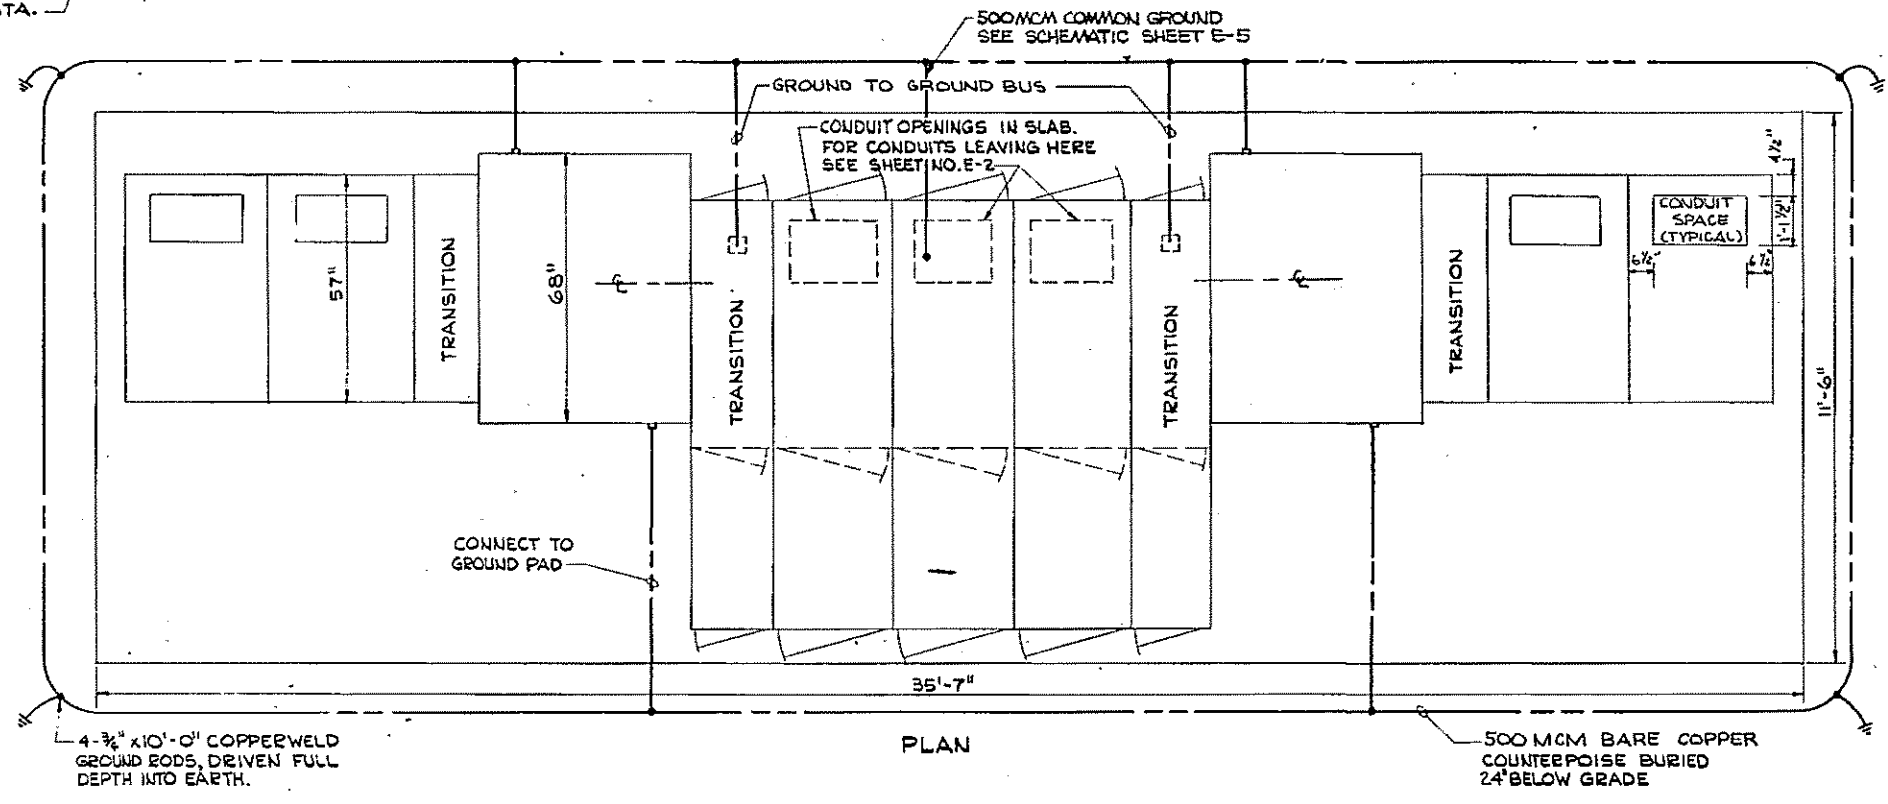 TA.
500MCM COMMON GROUND
SEE SCHEMATIC SHEET E-5
GROUND TO GROUND BUS
CONDUIT OPENINGS IN SLAB.
FOR CONDUITS LEAVING HERE
SEE SHEET NO. E-2
4½"
CONDUIT
SPACE
(TYPICAL)
1'-1½"
6½"
6½"
57"
TRANSITION
68"
℄
TRANSITION
TRANSITION
℄
TRANSITION
11'-6"
CONNECT TO
GROUND PAD
35'-7"
4-¾" x10'-0" COPPERWELD
GROUND RODS, DRIVEN FULL
DEPTH INTO EARTH.
PLAN
500 MCM BARE COPPER
COUNTERPOISE BURIED
24" BELOW GRADE